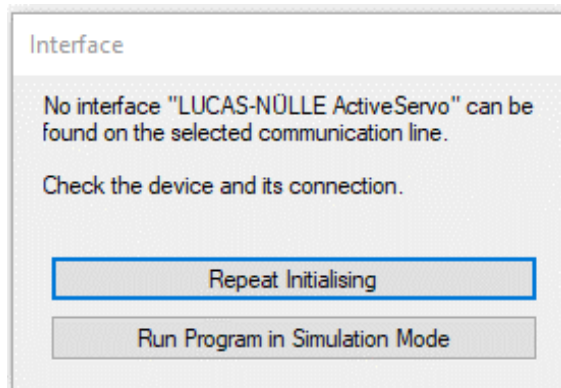 Interface
No interface "LUCAS-NÜLLE ActiveServo" can be
found on the selected communication line.
Check the device and its connection.
Repeat Initialising
Run Program in Simulation Mode